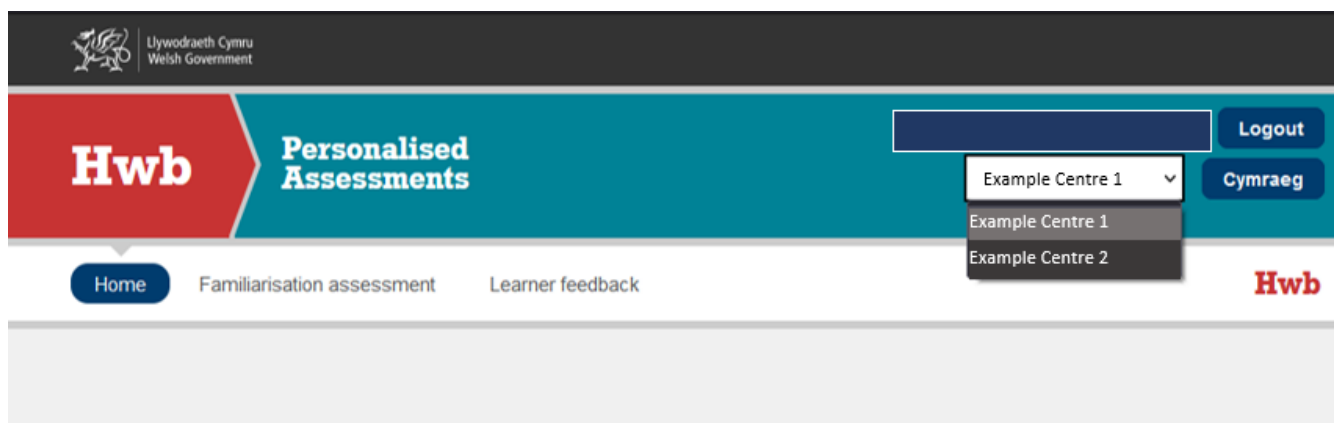 Llywodraeth Cymru
Welsh Government
Hwb
Personalised
Assessments
Logout
Example Centre 1
Cymraeg
Example Centre 1
Example Centre 2
Home Familiarisation assessment Learner feedback
Hwb